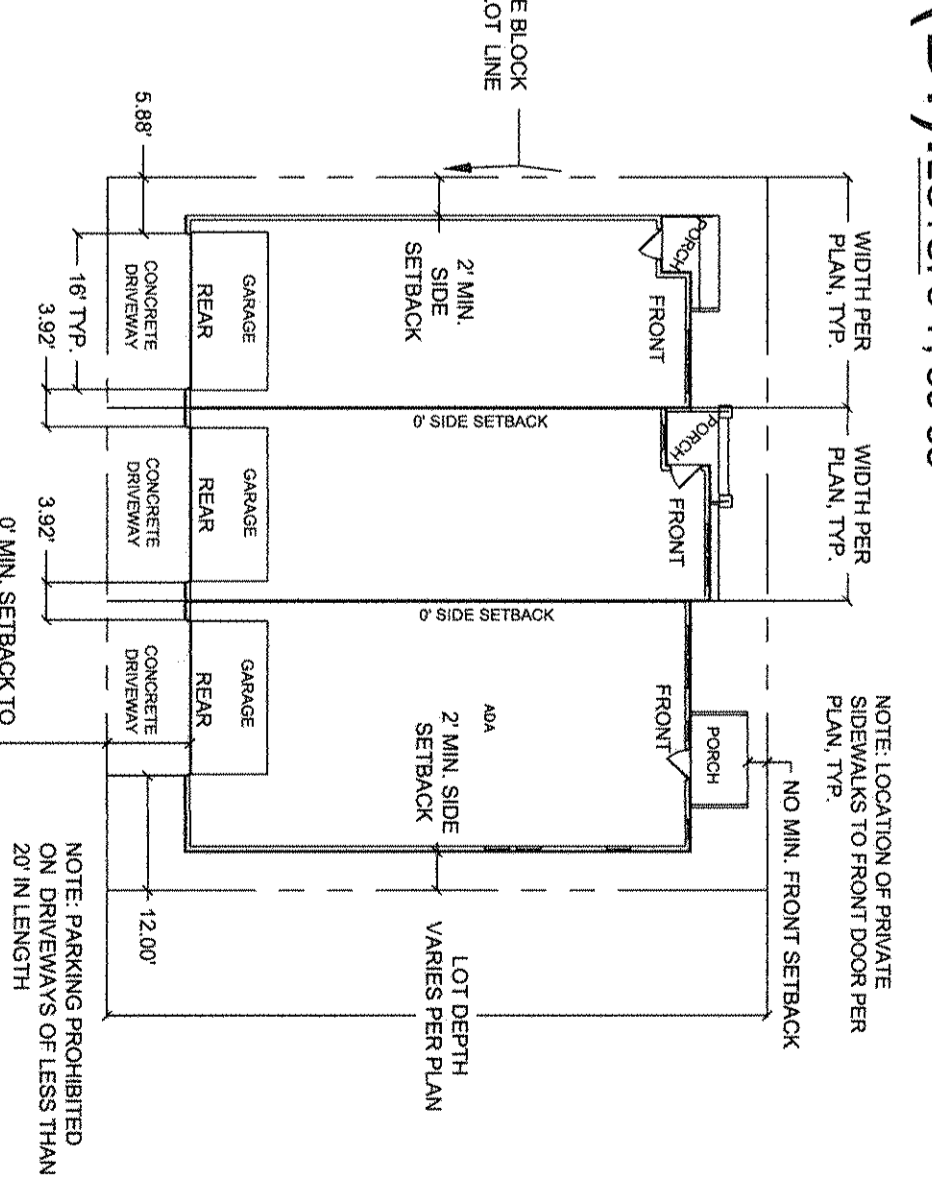 WIDTH PER
PLAN, TYP.
WIDTH PER
PLAN, TYP.
NOTE: LOCATION OF PRIVATE
SIDEWALKS TO FRONT DOOR PER
PLAN, TYP.
NO MIN. FRONT SETBACK
E BLOCK
LOT LINE
PORCH
FRONT
PORCH
FRONT
PORCH
FRONT
2' MIN.
SIDE
SETBACK
0' SIDE SETBACK
0' SIDE SETBACK
ADA
2' MIN. SIDE
SETBACK
LOT DEPTH
VARIES PER PLAN
GARAGE
REAR
CONCRETE
DRIVEWAY
GARAGE
REAR
CONCRETE
DRIVEWAY
GARAGE
REAR
CONCRETE
DRIVEWAY
5.88'
16' TYP.
3.92'
3.92'
12.00'
0' MIN. SETBACK TO
NOTE: PARKING PROHIBITED
ON DRIVEWAYS OF LESS THAN
20' IN LENGTH